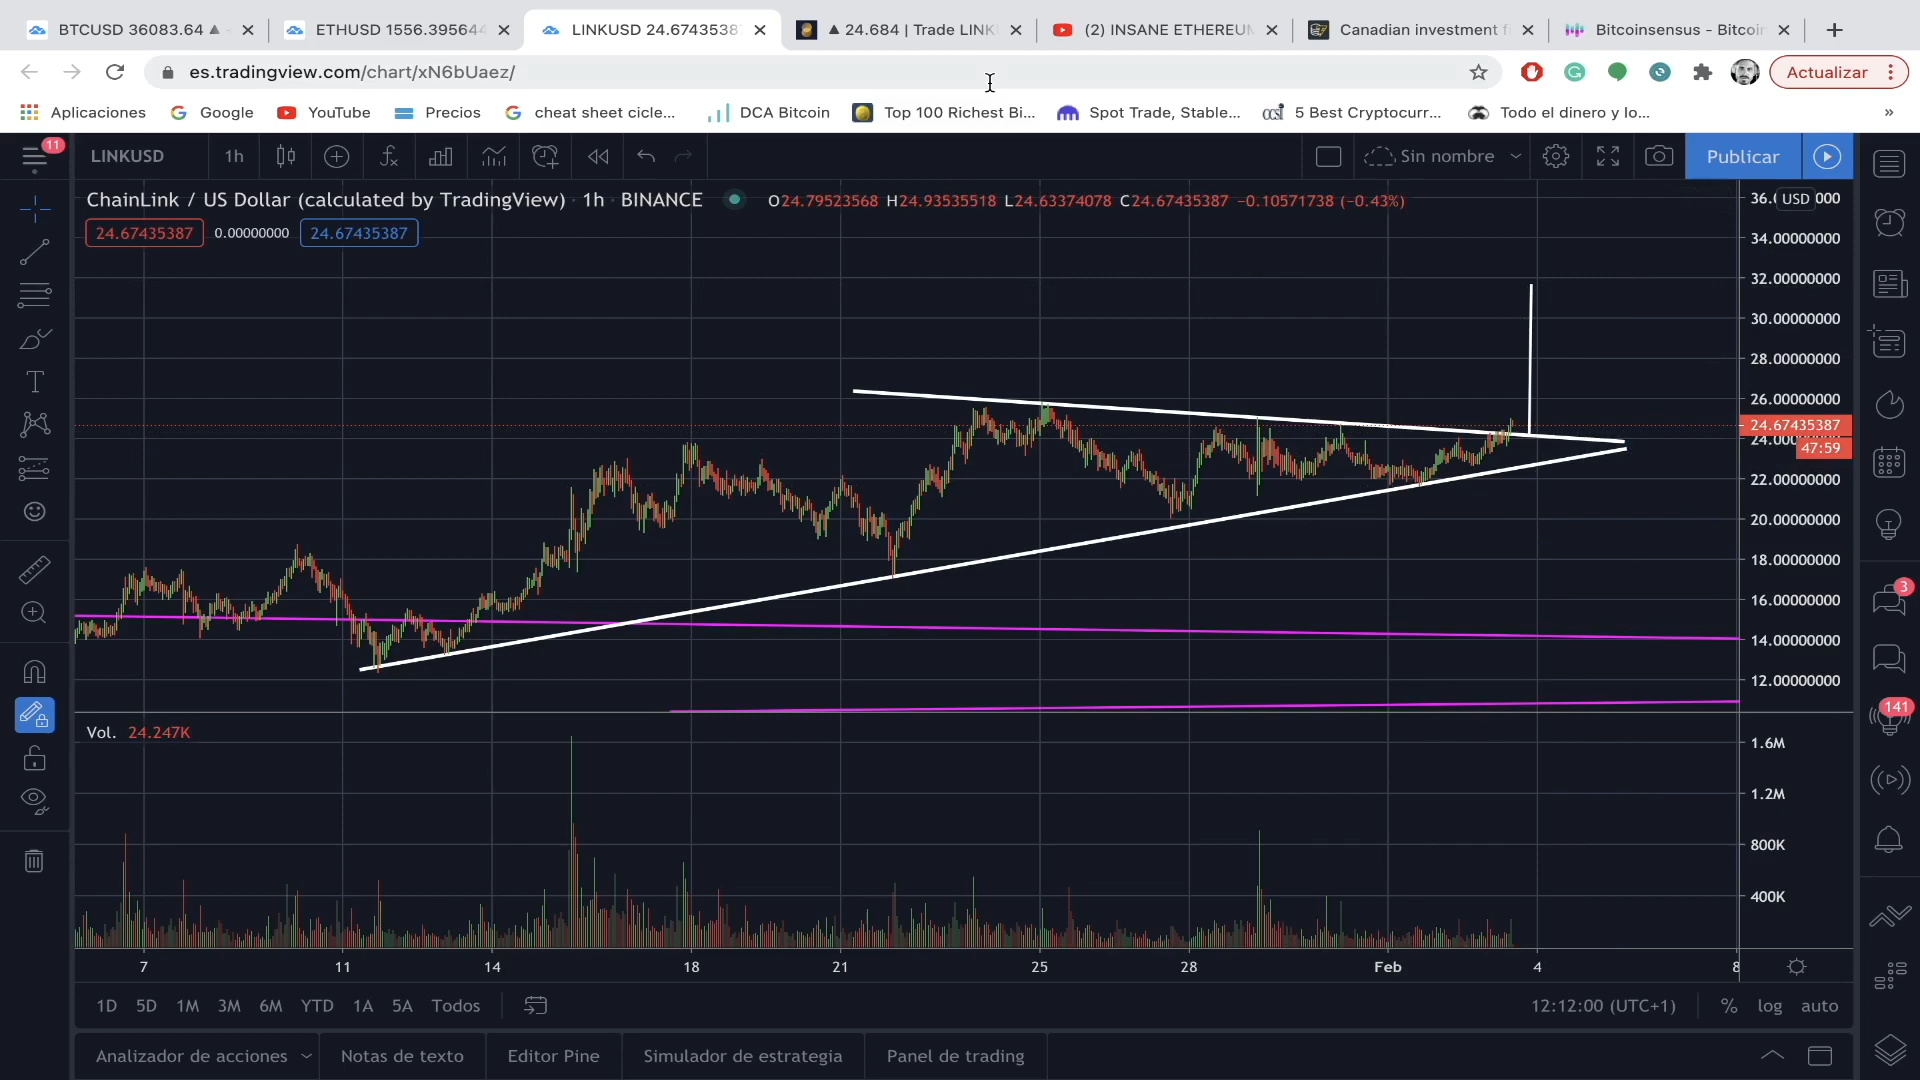 BTCUSD 36083.64 ▲
ETHUSD 1556.395644
LINKUSD 24.6743538
▲ 24.684 | Trade LINK
(2) INSANE ETHEREUM
Canadian investment f
Bitcoinsensus - Bitcoin
es.tradingview.com/chart/xN6bUaez/
Actualizar
Aplicaciones
Google
YouTube
Precios
cheat sheet cicle...
DCA Bitcoin
Top 100 Richest Bi...
Spot Trade, Stable...
5 Best Cryptocurr...
Todo el dinero y lo...
»
11
LINKUSD
1h
Sin nombre
Publicar
ChainLink / US Dollar (calculated by TradingView) · 1h · BINANCE
O24.79523568 H24.93535518 L24.63374078 C24.67435387 −0.10571738 (−0.43%)
24.67435387
0.00000000
24.67435387
USD
34.00000000
32.00000000
30.00000000
28.00000000
26.00000000
24.67435387
47:59
22.00000000
20.00000000
18.00000000
16.00000000
14.00000000
12.00000000
3
141
Vol. 24.247K
1.6M
1.2M
800K
400K
7
11
14
18
21
25
28
Feb
4
8
1D
5D
1M
3M
6M
YTD
1A
5A
Todos
12:12:00 (UTC+1)
%
log
auto
Analizador de acciones
Notas de texto
Editor Pine
Simulador de estrategia
Panel de trading